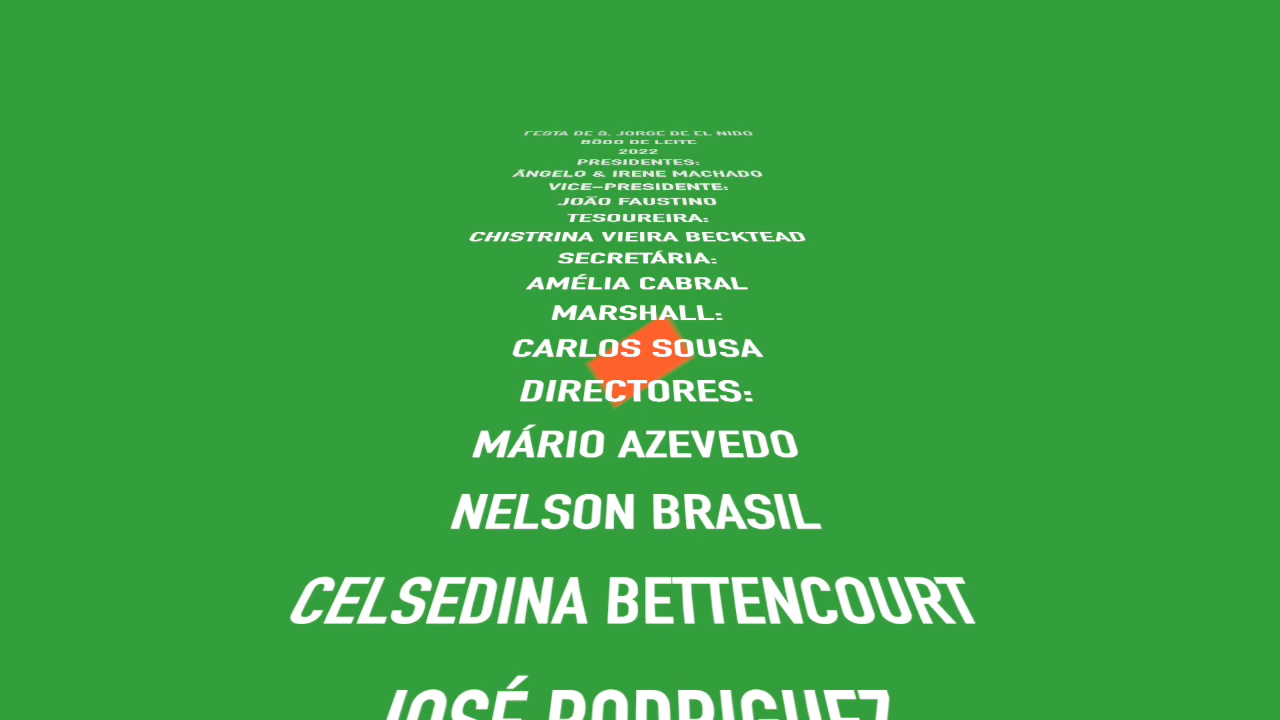 FESTA DE S. JORGE DE EL NIDO
BÔDO DE LEITE
2022
PRESIDENTES:
ÂNGELO & IRENE MACHADO
VICE-PRESIDENTE:
JOÃO FAUSTINO
TESOUREIRA:
CHISTRINA VIEIRA BECKTEAD
SECRETÁRIA:
AMÉLIA CABRAL
MARSHALL:
CARLOS SOUSA
DIRECTORES:
MÁRIO AZEVEDO
NELSON BRASIL
CELSEDINA BETTENCOURT
JOSÉ RODRIGUEZ